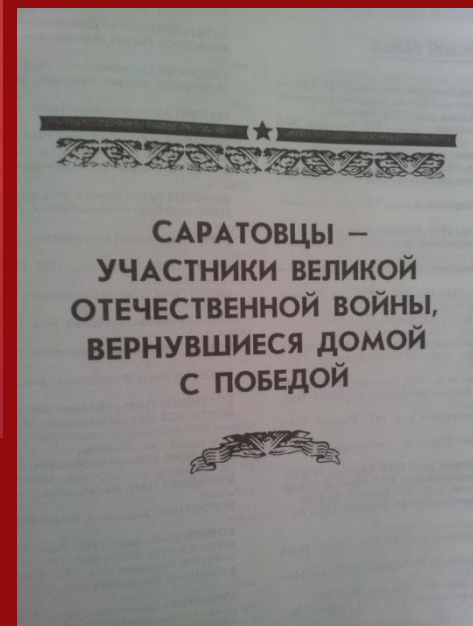 САРАТОВЦЫ –
УЧАСТНИКИ ВЕЛИКОЙ
ОТЕЧЕСТВЕННОЙ ВОЙНЫ,
ВЕРНУВШИЕСЯ ДОМОЙ
С ПОБЕДОЙ